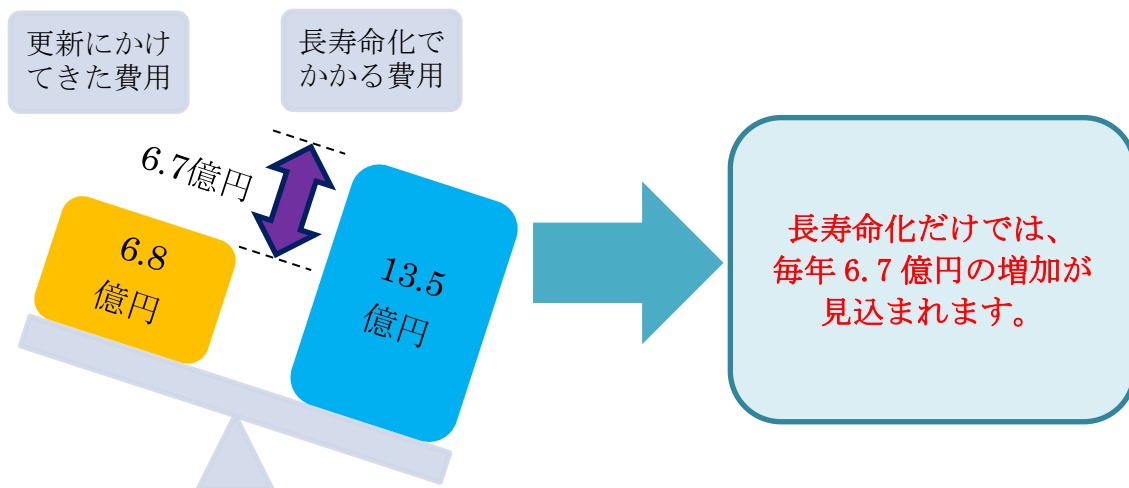 更新にかけ
てきた費用
長寿命化で
かかる費用
6.7億円
6.8
億円
13.5
億円
長寿命化だけでは、
毎年 6.7 億円の増加が
見込まれます。